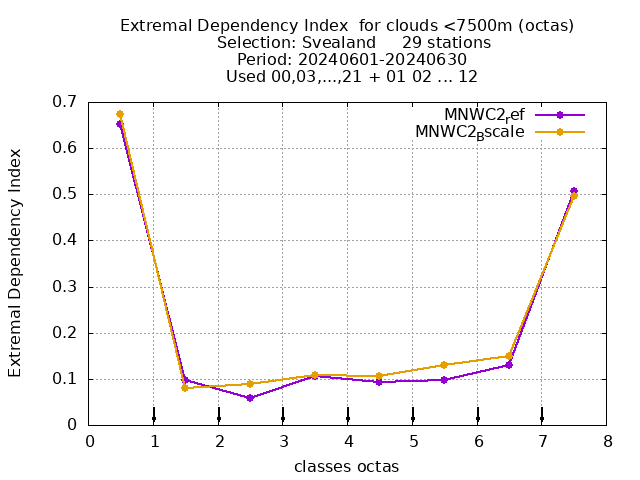 Extremal Dependency Index  for clouds <7500m (octas)
Selection: Svealand     29 stations
Period: 20240601-20240630
Used 00,03,...,21 + 01 02 ... 12
MNWC2ref
MNWC2Bscale
0.7
0.6
0.5
0.4
0.3
0.2
0.1
0
Extremal Dependency Index
0 1 2 3 4 5 6 7 8
classes octas